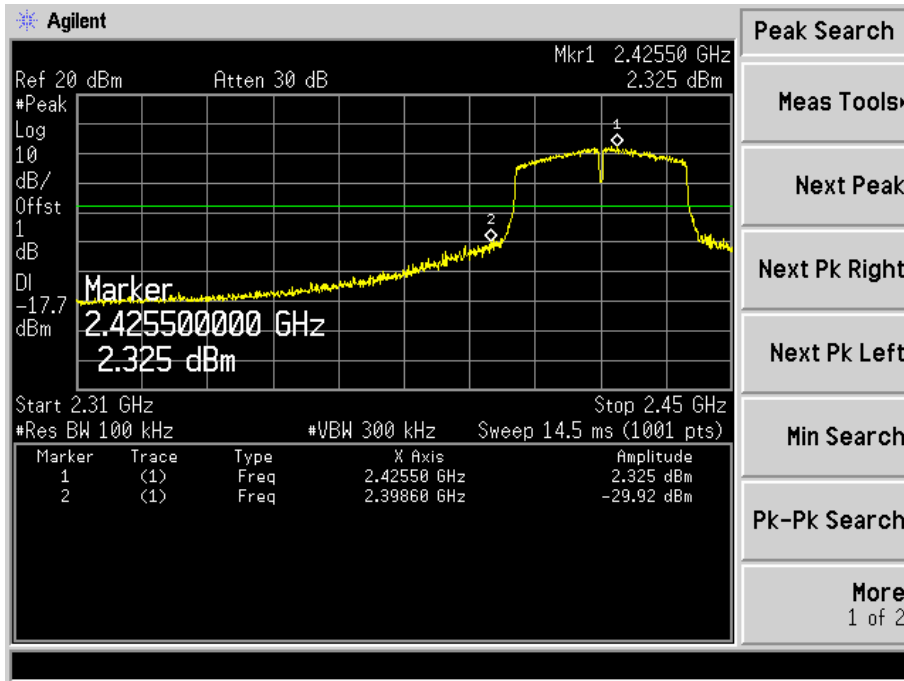 Agilent
Peak Search
Mkr1 2.42550 GHz
Ref 20 dBm Atten 30 dB 2.325 dBm
#Peak
Log
10
dB/
Offst
1
dB
DI
-17.7
dBm
1
2
Marker
2.425500000 GHz
2.325 dBm
Start 2.31 GHz Stop 2.45 GHz
#Res BW 100 kHz #VBW 300 kHz Sweep 14.5 ms (1001 pts)
Marker Trace Type X Axis Amplitude
1 (1) Freq 2.42550 GHz 2.325 dBm
2 (1) Freq 2.39860 GHz -29.92 dBm
Meas Tools
Next Peak
Next Pk Right
Next Pk Left
Min Search
Pk-Pk Search
More
1 of 2